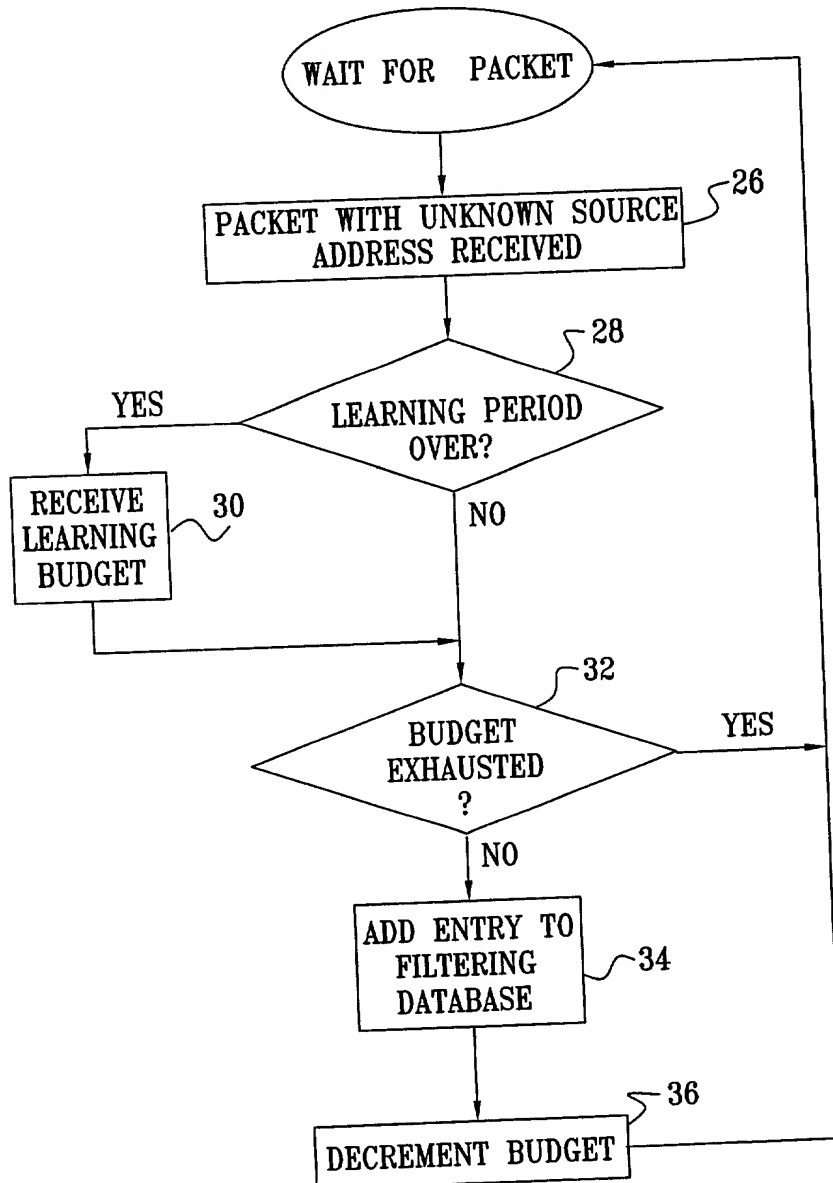 WAIT FOR PACKET
26
PACKET WITH UNKNOWN SOURCE
ADDRESS RECEIVED
28
YES
LEARNING PERIOD
OVER?
RECEIVE
LEARNING
BUDGET
30
NO
32
BUDGET
EXHAUSTED
?
YES
NO
ADD ENTRY TO
FILTERING
DATABASE
34
36
DECREMENT BUDGET